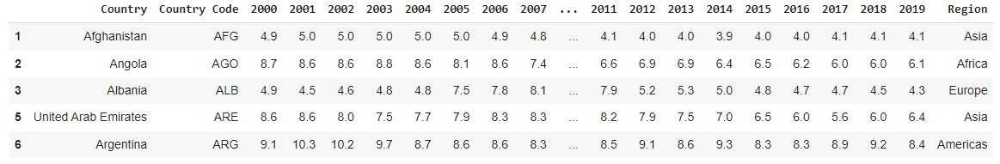 Country Country Code 2000 2001 2002 2003 2004 2005 2006 2007 ... 2011 2012 2013 2014 2015 2016 2017 2018 2019 Region
1 Afghanistan AFG 4.9 5.0 5.0 5.0 5.0 5.0 4.9 4.8 ... 4.1 4.0 4.0 3.9 4.0 4.0 4.1 4.1 4.1 Asia
2 Angola AGO 8.7 8.6 8.6 8.8 8.6 8.1 8.6 7.4 ... 6.6 6.9 6.9 6.4 6.5 6.2 6.0 6.0 6.1 Africa
3 Albania ALB 4.9 4.5 4.6 4.8 4.8 7.5 7.8 8.1 ... 7.9 5.2 5.3 5.0 4.8 4.7 4.7 4.5 4.3 Europe
5 United Arab Emirates ARE 8.6 8.6 8.0 7.5 7.7 7.9 8.3 8.3 ... 8.2 7.9 7.5 7.0 6.5 6.0 5.6 6.0 6.4 Asia
6 Argentina ARG 9.1 10.3 10.2 9.7 8.7 8.6 8.6 8.3 ... 8.5 9.1 8.6 9.3 8.3 8.3 8.9 9.2 8.4 Americas